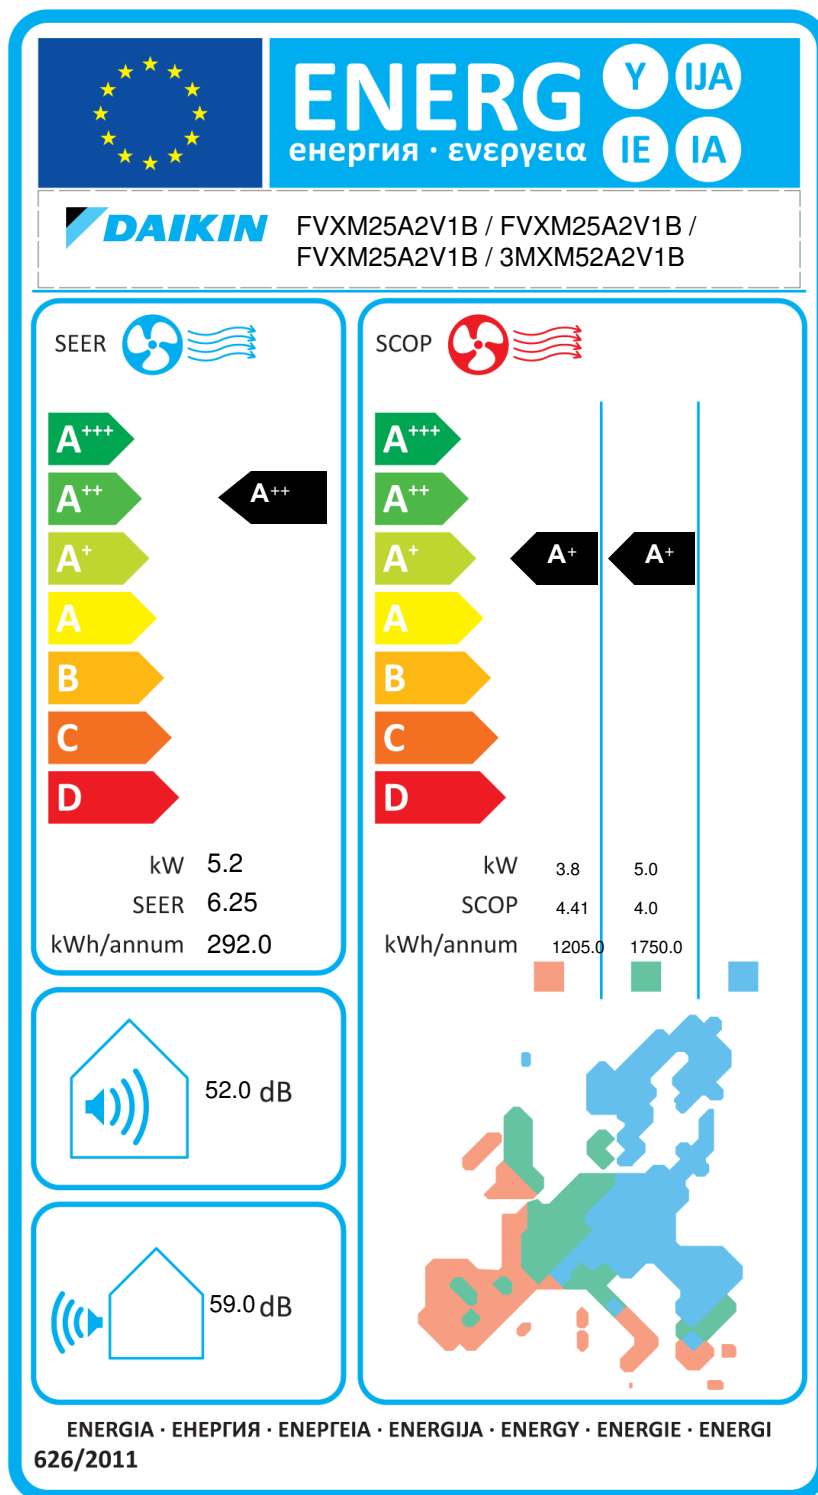 ENERG
енергия · ενεργεια
Y IJA
IE IA
DAIKIN
FVXM25A2V1B / FVXM25A2V1B /
FVXM25A2V1B / 3MXM52A2V1B
SEER
A+++
A++
A++
A+
A
B
C
D
kW 5.2
SEER 6.25
kWh/annum 292.0
SCOP
A+++
A++
A+
A+ A+
A
B
C
D
kW 3.8 5.0
SCOP 4.41 4.0
kWh/annum 1205.0 1750.0
52.0 dB
59.0 dB
ENERGIA · ЕНЕРГИЯ · ΕΝΕΡΓΕΙΑ · ENERGIJA · ENERGY · ENERGIE · ENERGI
626/2011